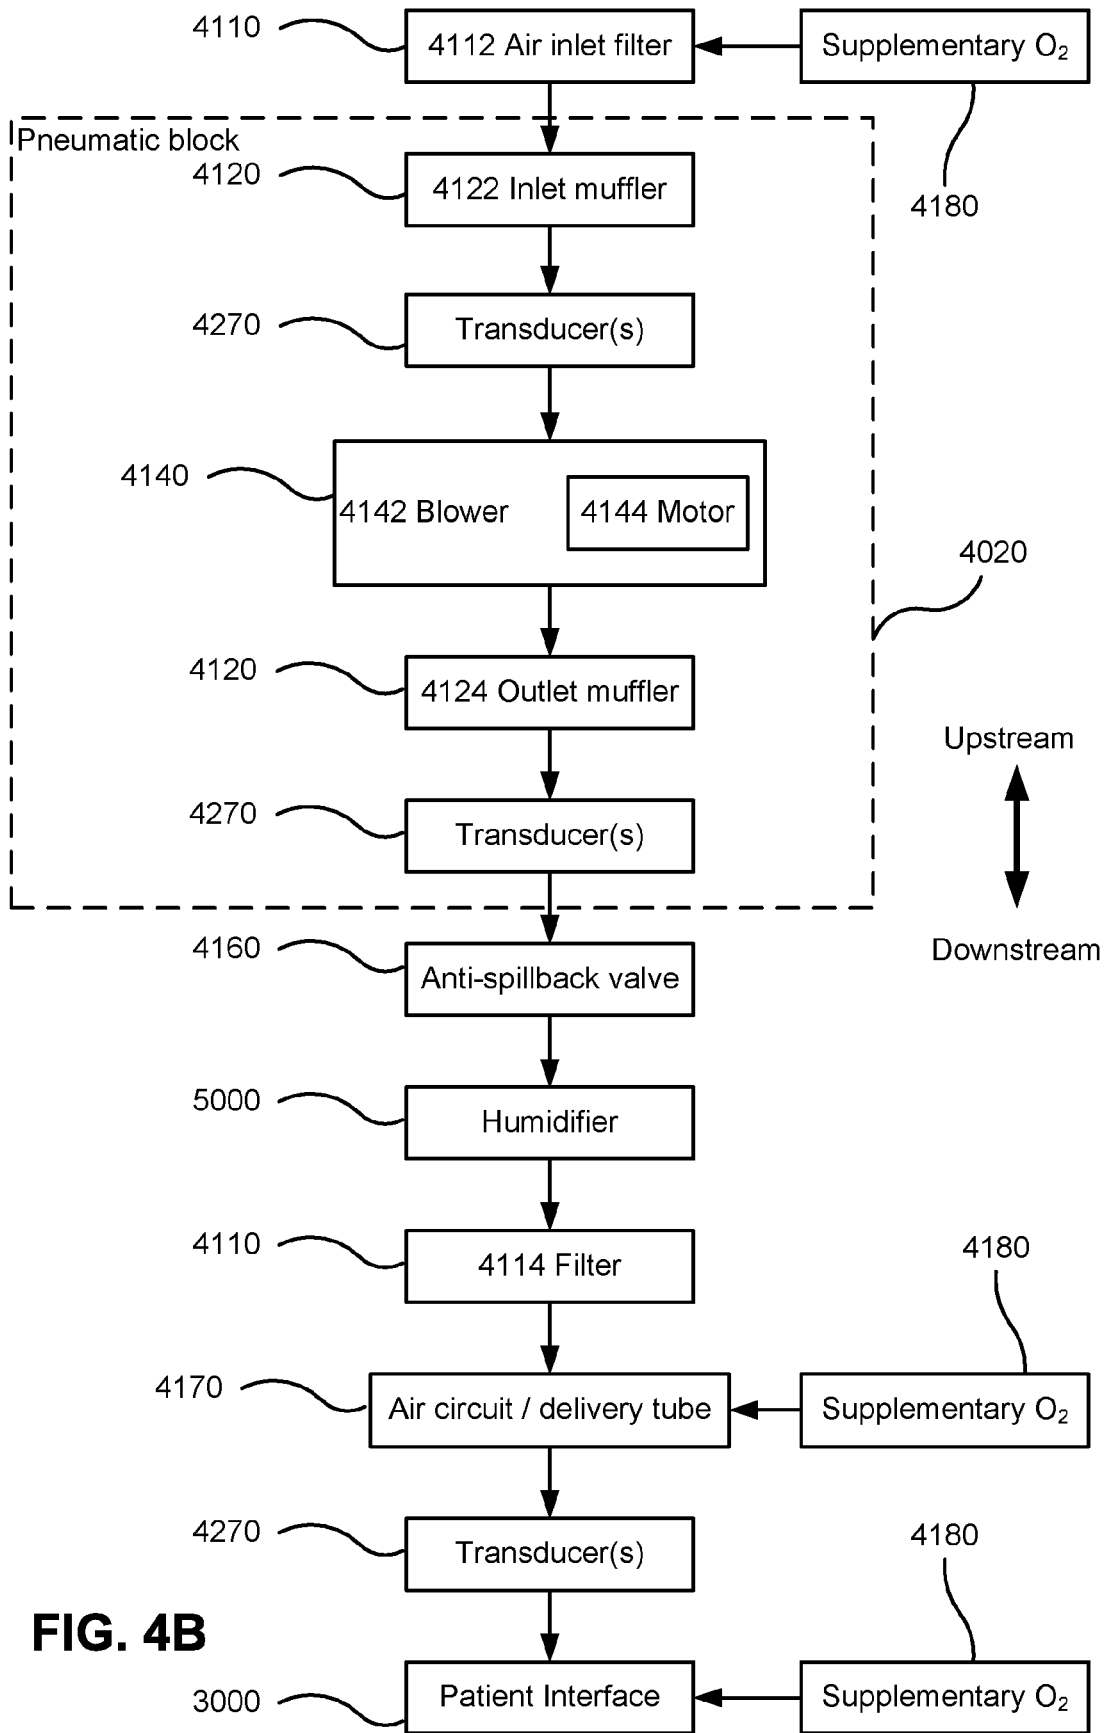 4110
4112 Air inlet filter
Supplementary O₂
Pneumatic block
4120
4122 Inlet muffler
4180
4270
Transducer(s)
4140
4142 Blower
4144 Motor
4020
4120
4124 Outlet muffler
Upstream
4270
Transducer(s)
4160
Anti-spillback valve
Downstream
5000
Humidifier
4110
4114 Filter
4180
4170
Air circuit / delivery tube
Supplementary O₂
4270
Transducer(s)
4180
FIG. 4B
3000
Patient Interface
Supplementary O₂